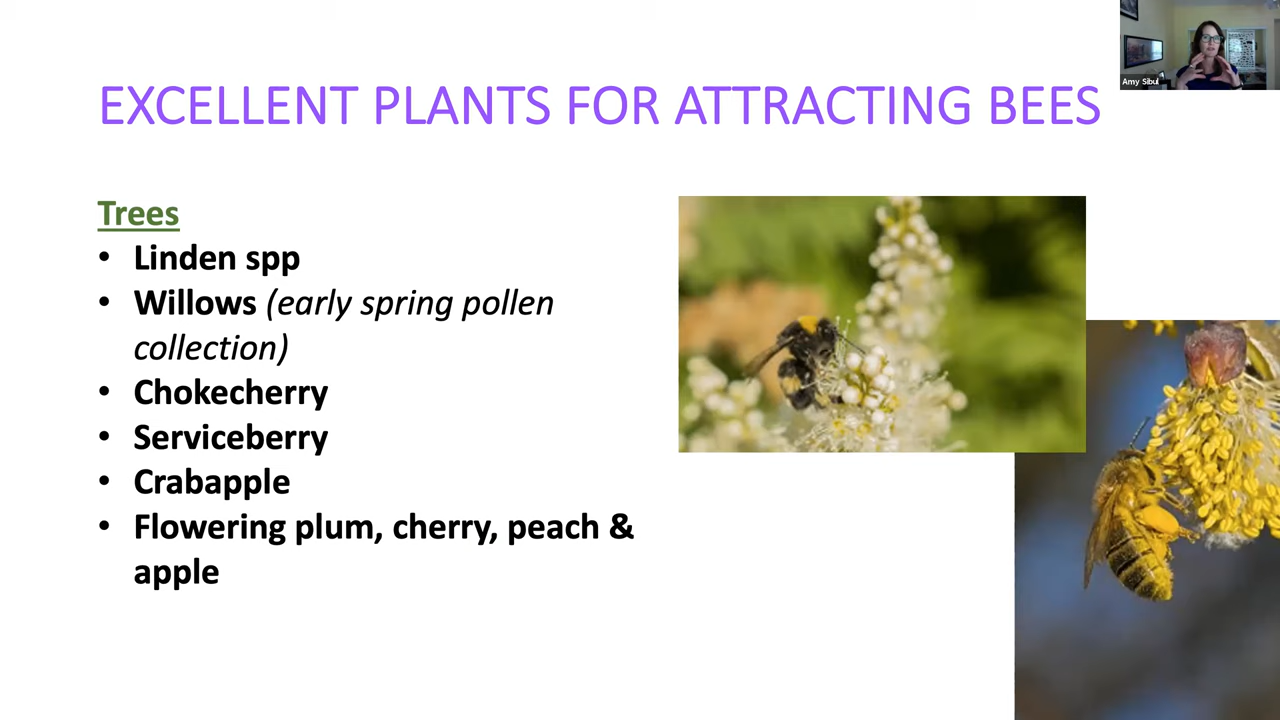 Amy Sibul
EXCELLENT PLANTS FOR ATTRACTING BEES
Trees
• Linden spp
• Willows (early spring pollen
collection)
• Chokecherry
• Serviceberry
• Crabapple
• Flowering plum, cherry, peach &
apple